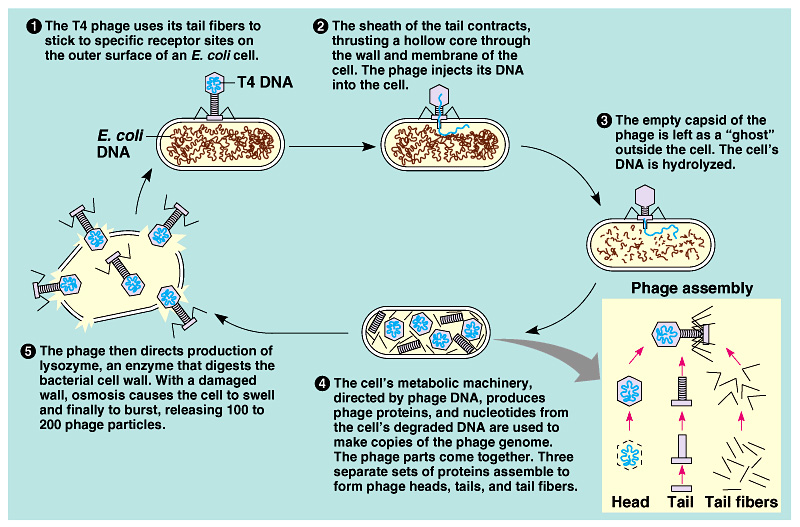 1 The T4 phage uses its tail fibers to
stick to specific receptor sites on
the outer surface of an E. coli cell.
T4 DNA
E. coli
DNA
2 The sheath of the tail contracts,
thrusting a hollow core through
the wall and membrane of the
cell. The phage injects its DNA
into the cell.
3 The empty capsid of the
phage is left as a “ghost”
outside the cell. The cell’s
DNA is hydrolyzed.
Phage assembly
Head Tail Tail fibers
4 The cell’s metabolic machinery,
directed by phage DNA, produces
phage proteins, and nucleotides from
the cell’s degraded DNA are used to
make copies of the phage genome.
The phage parts come together. Three
separate sets of proteins assemble to
form phage heads, tails, and tail fibers.
5 The phage then directs production of
lysozyme, an enzyme that digests the
bacterial cell wall. With a damaged
wall, osmosis causes the cell to swell
and finally to burst, releasing 100 to
200 phage particles.